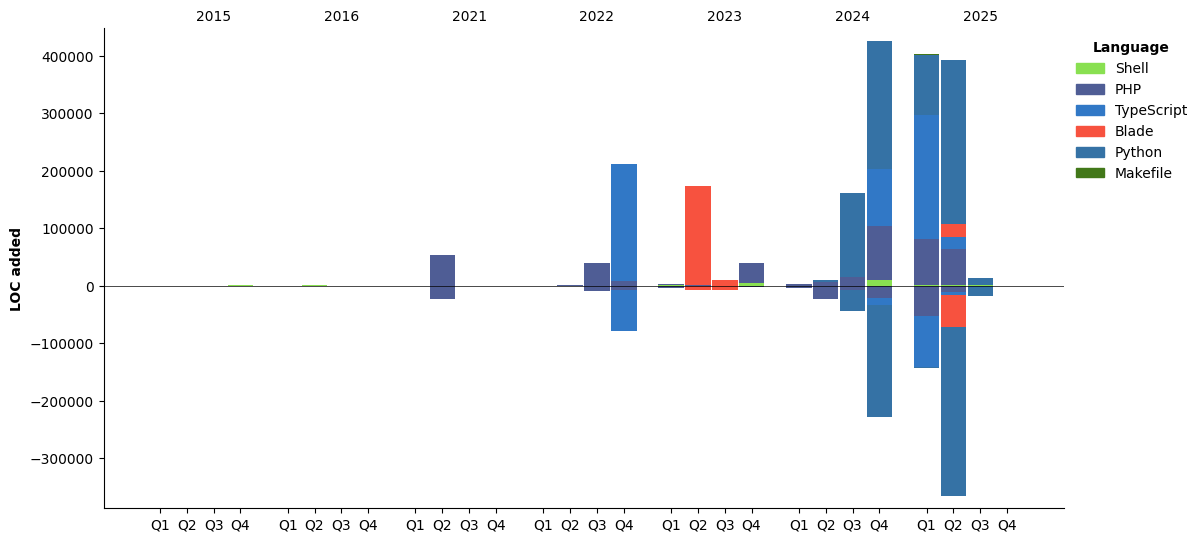 2015 2016 2021 2022 2023 2024 2025
LOC added
400000
300000
200000
100000
0
−100000
−200000
−300000
Q1 Q2 Q3 Q4 Q1 Q2 Q3 Q4 Q1 Q2 Q3 Q4 Q1 Q2 Q3 Q4 Q1 Q2 Q3 Q4 Q1 Q2 Q3 Q4 Q1 Q2 Q3 Q4
Language
Shell
PHP
TypeScript
Blade
Python
Makefile